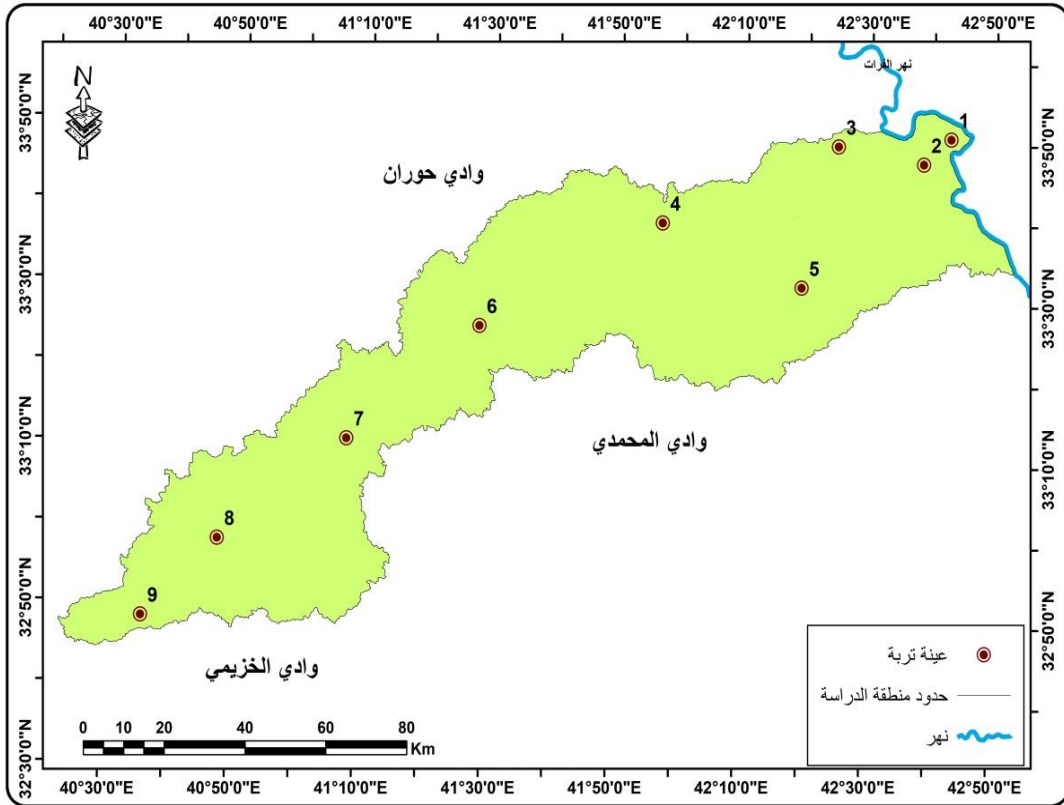 40°30'0"E 40°50'0"E 41°10'0"E 41°30'0"E 41°50'0"E 42°10'0"E 42°30'0"E 42°50'0"E
نهر الفرات
N
33°50'0"N
33°50'0"N
1
2
3
وادي حوران
4
33°30'0"N
33°30'0"N
5
6
7
وادي المحمدي
33°10'0"N
33°10'0"N
8
9
32°50'0"N
32°50'0"N
وادي الخزيمي
عينة تربة
حدود منطقة الدراسة
نهر
0 10 20 40 60 80
Km
32°30'0"N
40°30'0"E 40°50'0"E 41°10'0"E 41°30'0"E 41°50'0"E 42°10'0"E 42°30'0"E 42°50'0"E